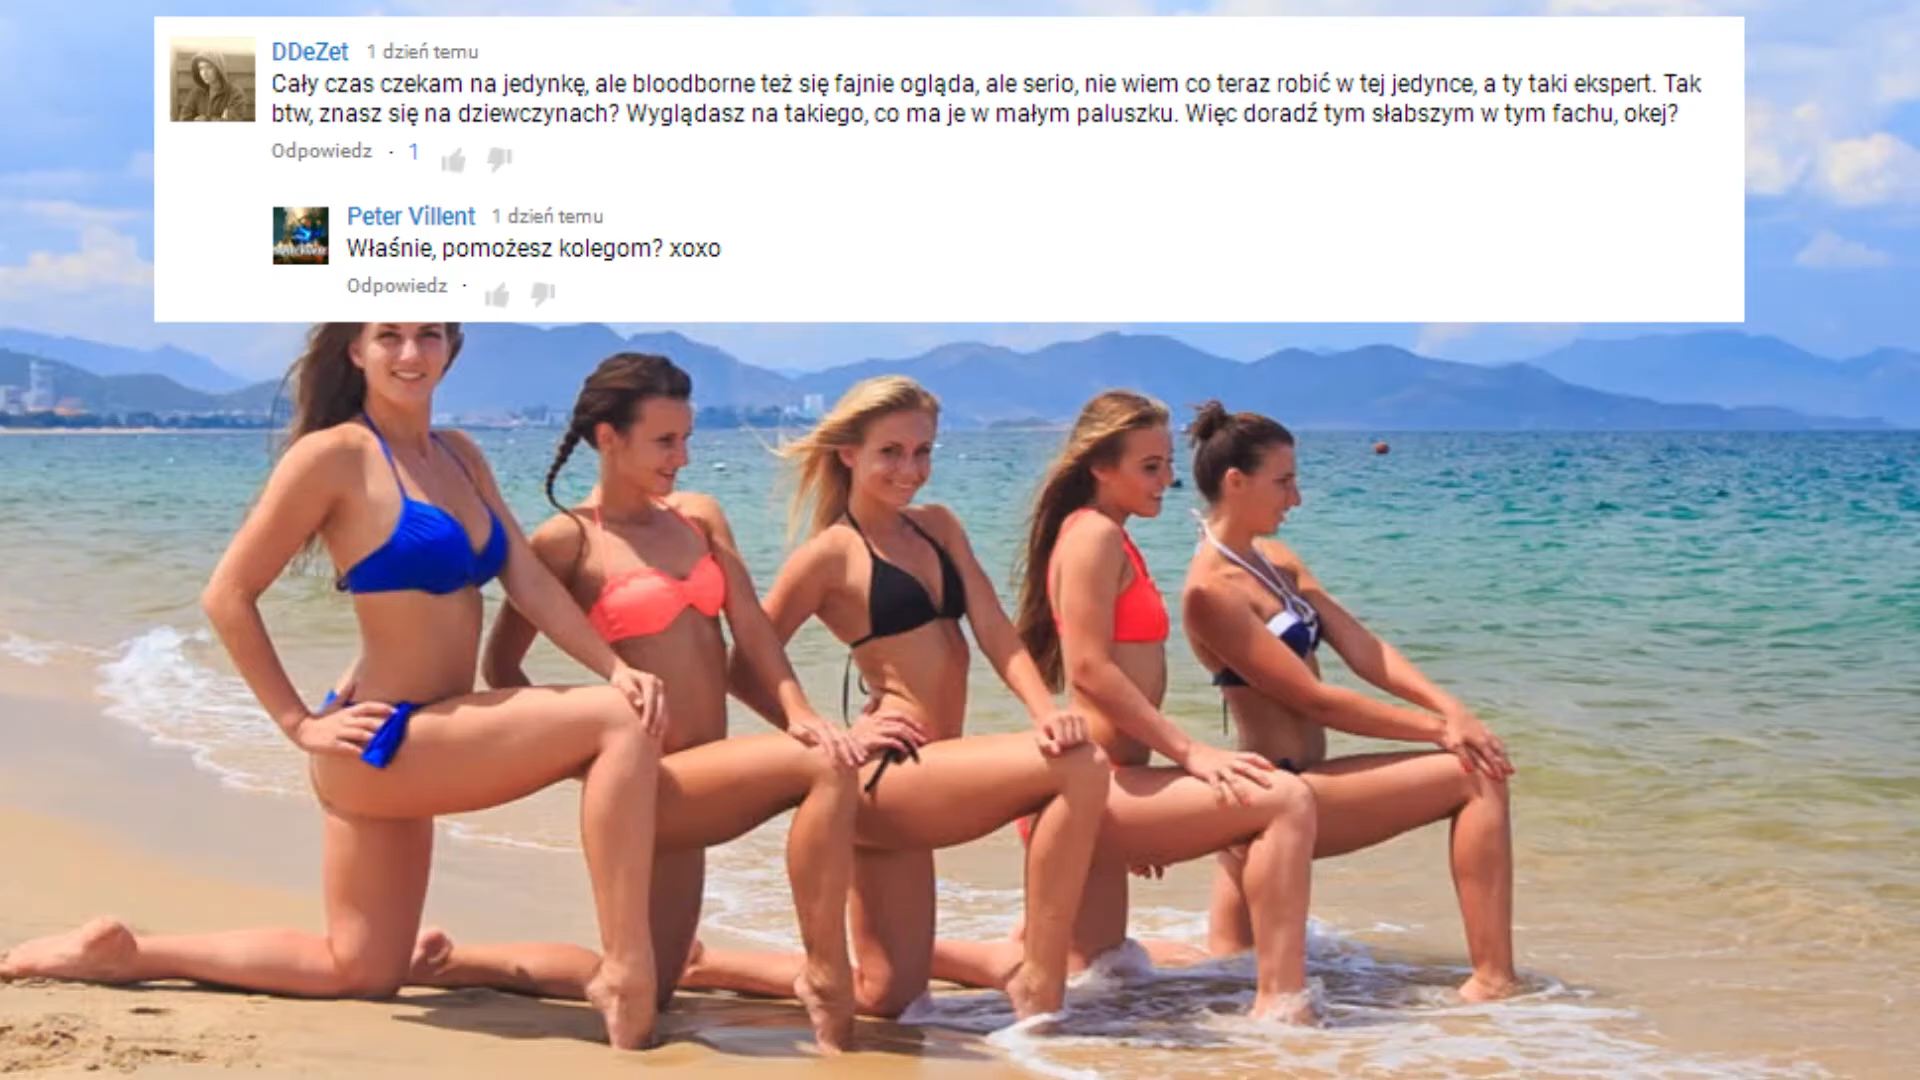 DDeZet 1 dzień temu
Cały czas czekam na jedynkę, ale bloodborne też się fajnie ogląda, ale serio, nie wiem co teraz robić w tej jedynce, a ty taki ekspert. Tak
btw, znasz się na dziewczynach? Wyglądasz na takiego, co ma je w małym paluszku. Więc doradź tym słabszym w tym fachu, okej?
Odpowiedz · 1
Peter Villent 1 dzień temu
Właśnie, pomożesz kolegom? xoxo
Odpowiedz ·